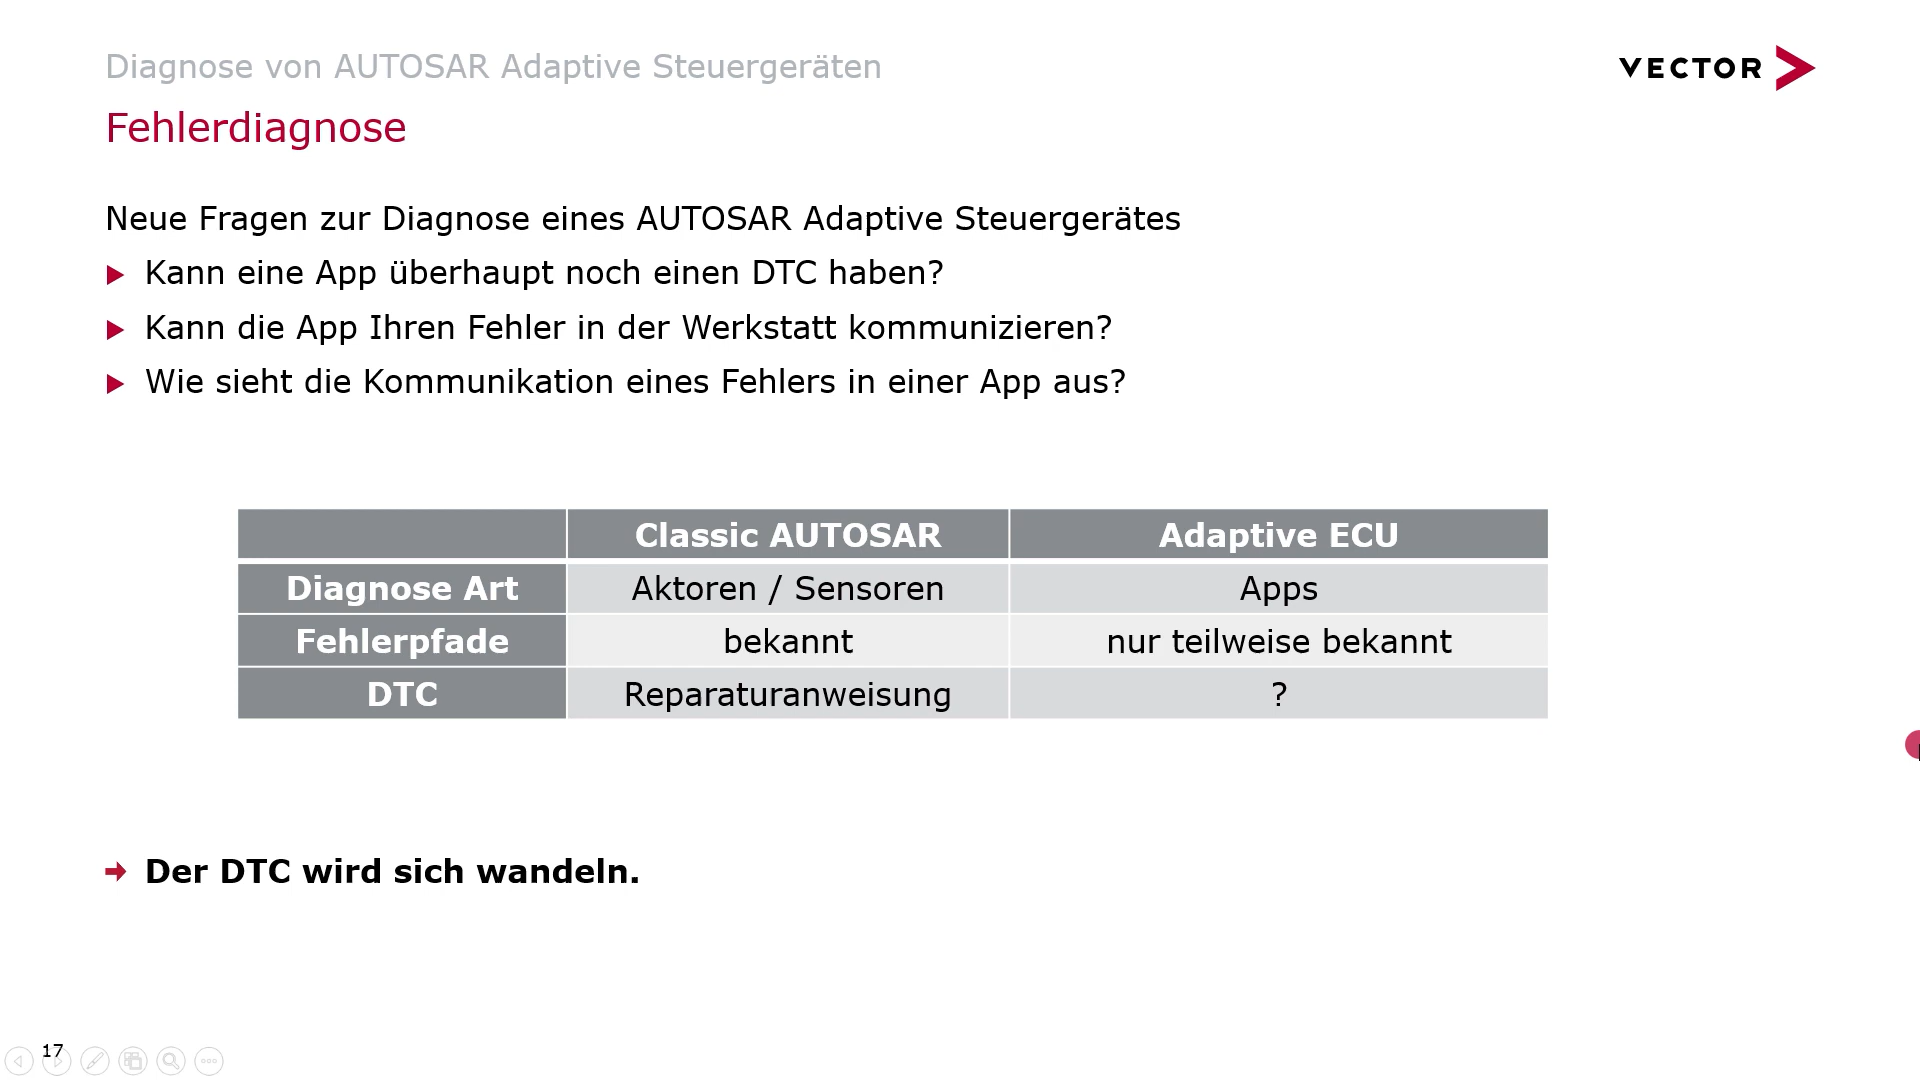 Diagnose von AUTOSAR Adaptive Steuergeräten
VECTOR
Fehlerdiagnose
Neue Fragen zur Diagnose eines AUTOSAR Adaptive Steuergerätes
Kann eine App überhaupt noch einen DTC haben?
Kann die App Ihren Fehler in der Werkstatt kommunizieren?
Wie sieht die Kommunikation eines Fehlers in einer App aus?
Classic AUTOSAR Adaptive ECU
Diagnose Art Aktoren / Sensoren Apps
Fehlerpfade bekannt nur teilweise bekannt
DTC Reparaturanweisung ?
Der DTC wird sich wandeln.
17